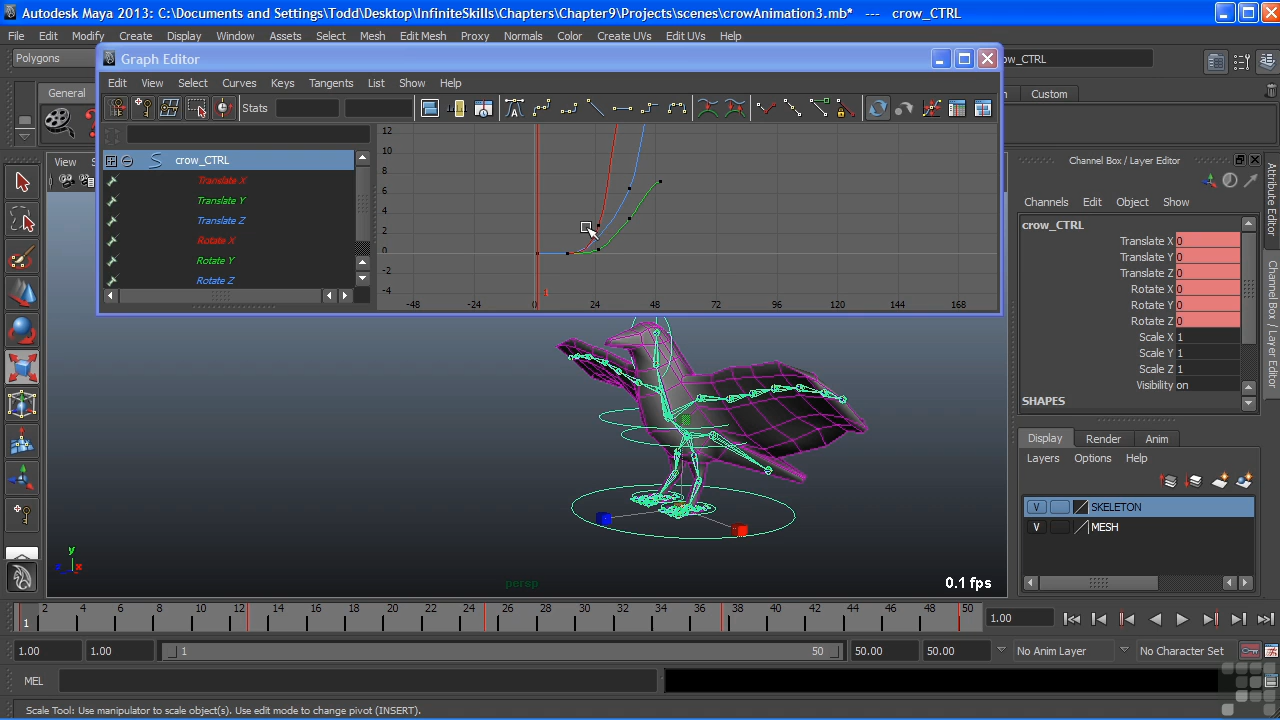 Autodesk Maya 2013: C:\Documents and Settings\Todd\Desktop\InfiniteSkills\Chapters\Chapter9\Projects\scenes\crowAnimation3.mb* --- crow_CTRL
File Edit Modify Create Display Window Assets Select Mesh Edit Mesh Proxy Normals Color Create UVs Edit UVs Help
Polygons
Graph Editor
ow_CTRL
Edit View Select Curves Keys Tangents List Show Help
General
Custom
Stats
crow_CTRL
Translate X
Translate Y
Translate Z
Rotate X
Rotate Y
Rotate Z
12
10
8
6
4
2
0
-2
-4
1
-48 -24 0 24 48 72 96 120 144 168
View
Channel Box / Layer Editor
Channels Edit Object Show
crow_CTRL
Translate X 0
Translate Y 0
Translate Z 0
Rotate X 0
Rotate Y 0
Rotate Z 0
Scale X 1
Scale Y 1
Scale Z 1
Visibility on
SHAPES
Attribute Editor
Channel Box / Layer Editor
Display Render Anim
Layers Options Help
V SKELETON
V MESH
y
z x
persp
0.1 fps
1 2 4 6 8 10 12 14 16 18 20 22 24 26 28 30 32 34 36 38 40 42 44 46 48 50
1.00
1.00 1.00 1 50 50.00 50.00 No Anim Layer No Character Set
MEL
Scale Tool: Use manipulator to scale object(s). Use edit mode to change pivot (INSERT).